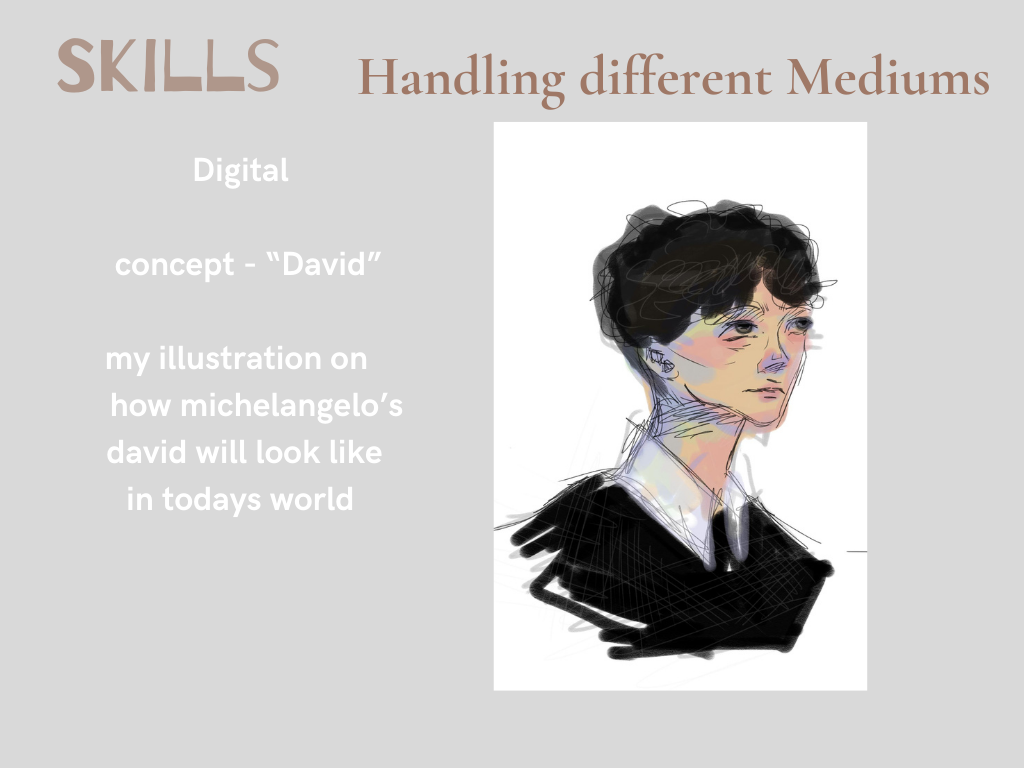 SKILLS
Handling different Mediums
Digital
concept - “David”
my illustration on
how michelangelo’s
david will look like
in todays world